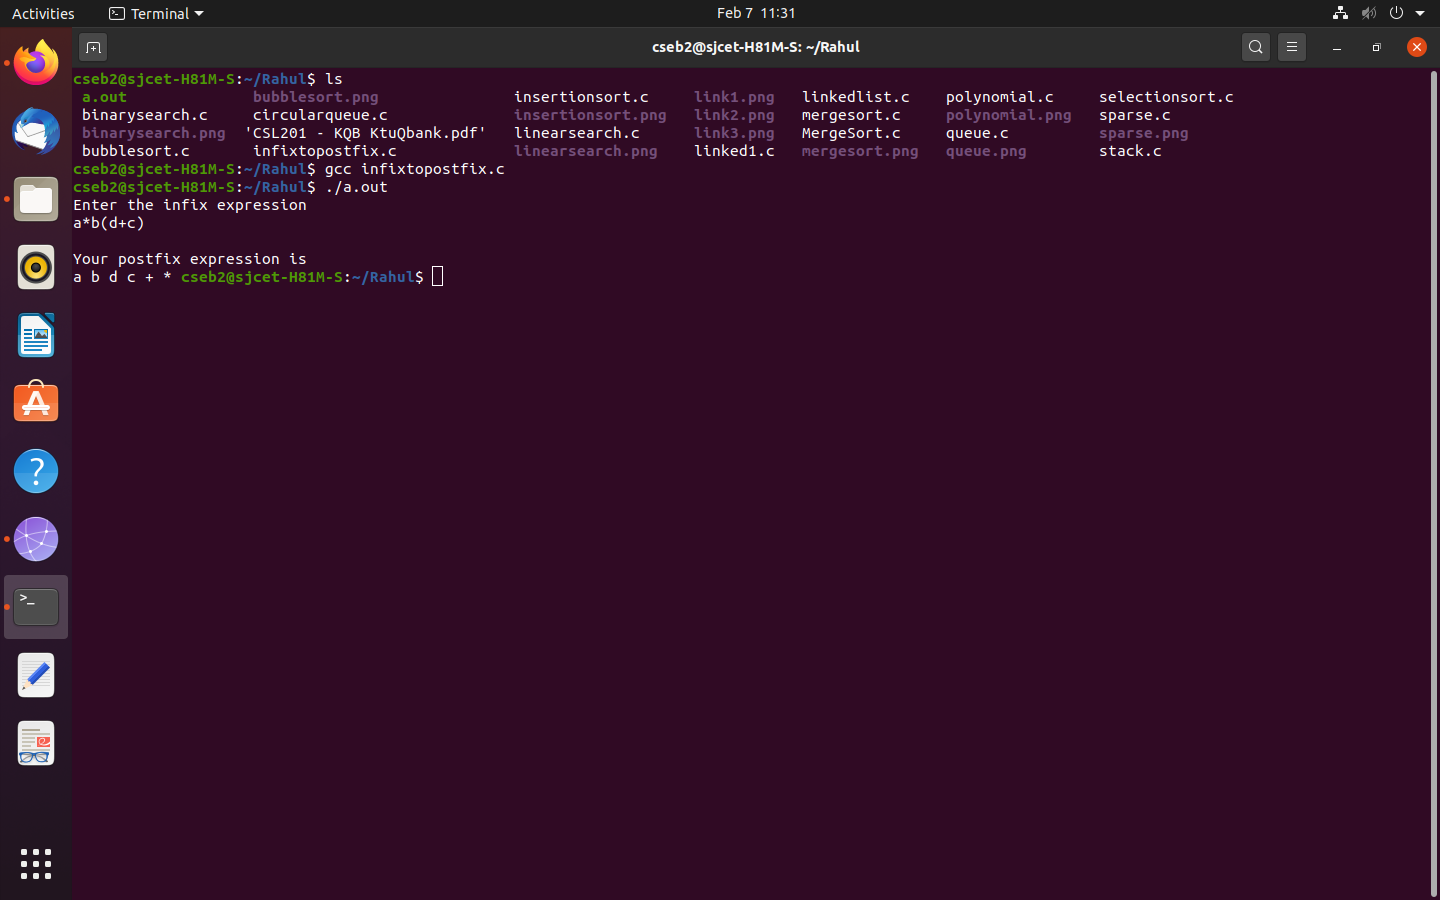 Activities Terminal Feb 7 11:31
cseb2@sjcet-H81M-S: ~/Rahul
cseb2@sjcet-H81M-S:~/Rahul$ ls
a.out bubblesort.png insertionsort.c link1.png linkedlist.c polynomial.c selectionsort.c
binarysearch.c circularqueue.c insertionsort.png link2.png mergesort.c polynomial.png sparse.c
binarysearch.png 'CSL201 - KQB KtuQbank.pdf' linearsearch.c link3.png MergeSort.c queue.c sparse.png
bubblesort.c infixtopostfix.c linearsearch.png linked1.c mergesort.png queue.png stack.c
cseb2@sjcet-H81M-S:~/Rahul$ gcc infixtopostfix.c
cseb2@sjcet-H81M-S:~/Rahul$ ./a.out
Enter the infix expression
a*b(d+c)
Your postfix expression is
a b d c + * cseb2@sjcet-H81M-S:~/Rahul$